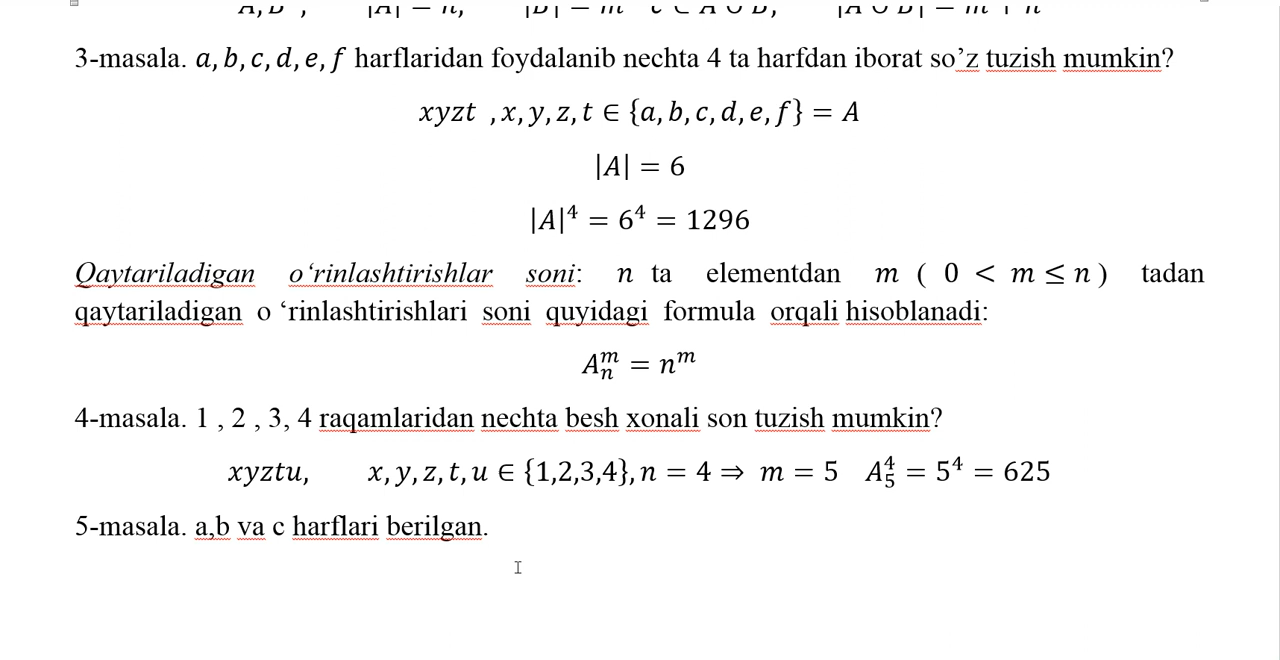 3-masala. a, b, c, d, e, f harflaridan foydalanib nechta 4 ta harfdan iborat so’z tuzish mumkin?
xyzt ,x, y, z, t ∈ {a, b, c, d, e, f} = A
|A| = 6
|A|⁴ = 6⁴ = 1296
Qaytariladigan o‘rinlashtirishlar soni: n ta elementdan m ( 0 < m ≤ n ) tadan
qaytariladigan o ‘rinlashtirishlari soni quyidagi formula orqali hisoblanadi:
Aₙᵐ = nᵐ
4-masala. 1 , 2 , 3, 4 raqamlaridan nechta besh xonali son tuzish mumkin?
xyztu, x, y, z, t, u ∈ {1,2,3,4}, n = 4 ⇒ m = 5 A₅⁴ = 5⁴ = 625
5-masala. a,b va c harflari berilgan.